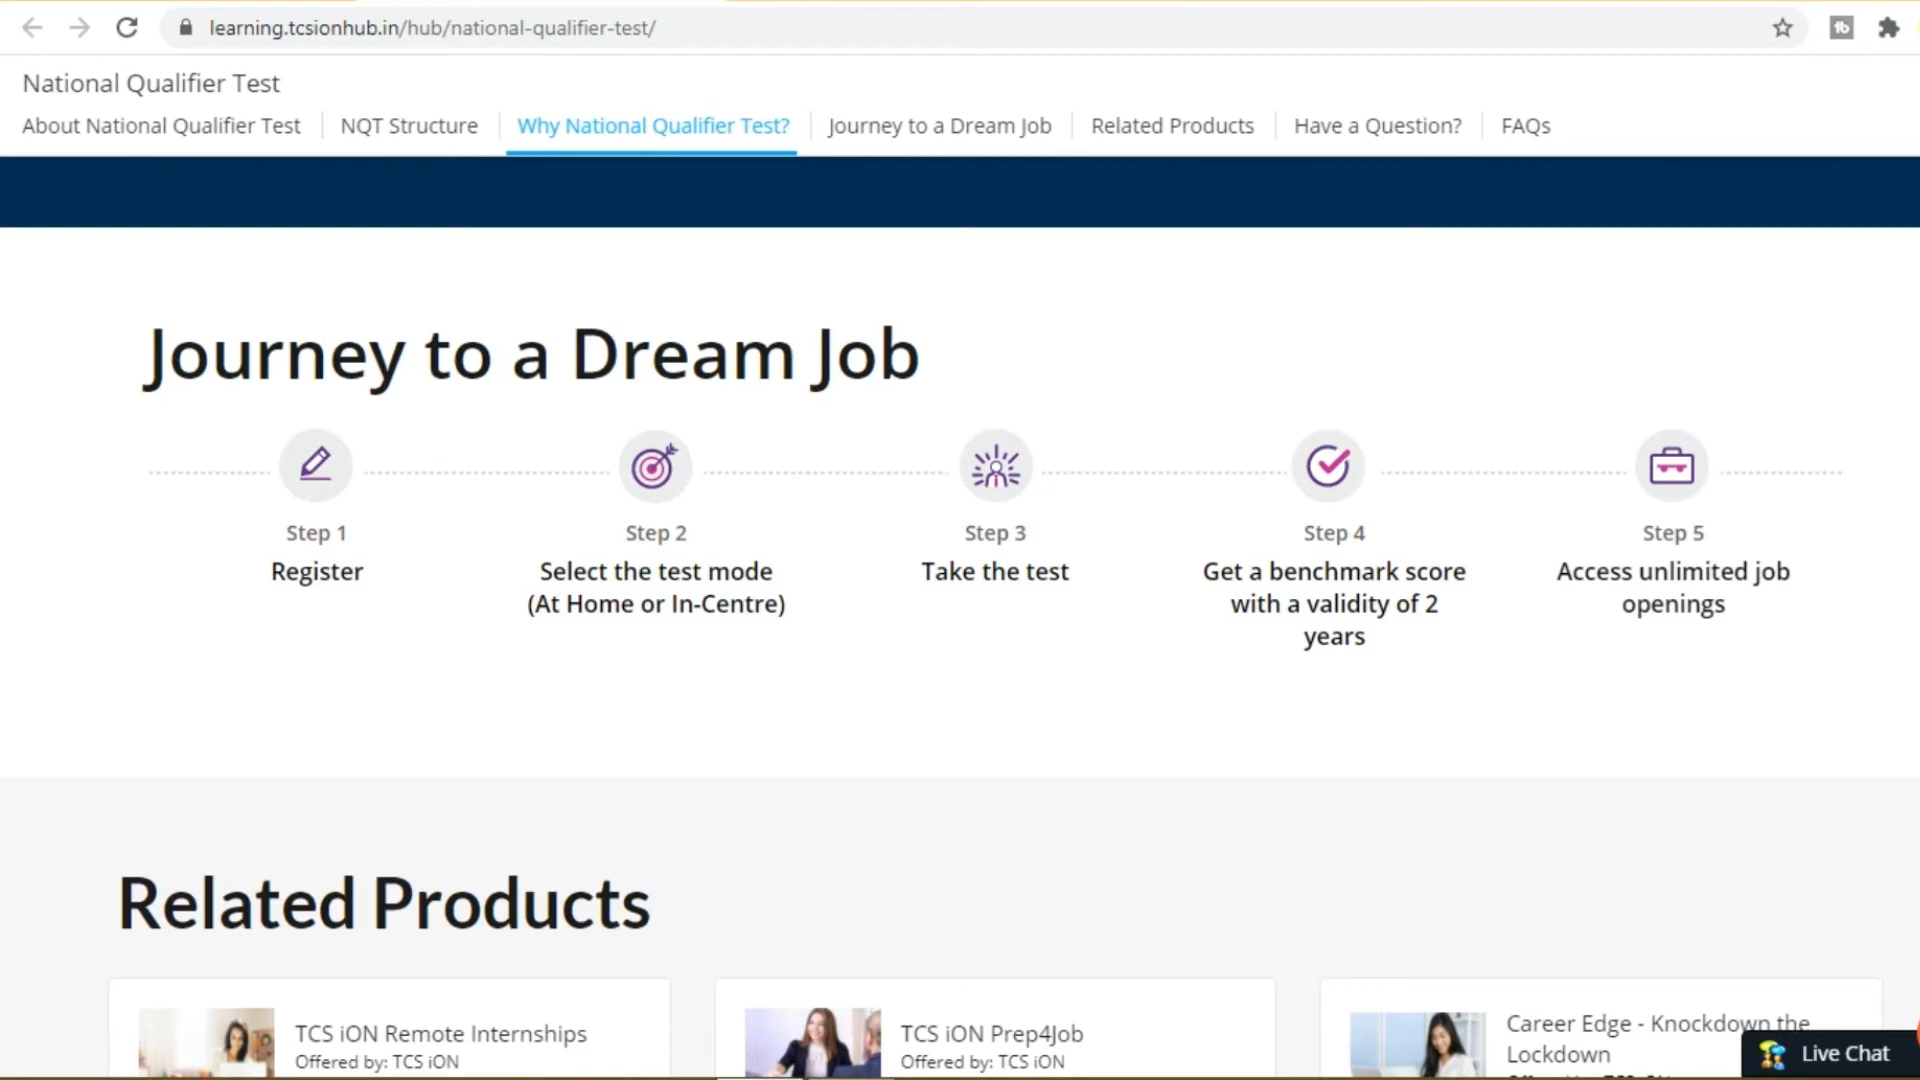 learning.tcsionhub.in/hub/national-qualifier-test/
National Qualifier Test
About National Qualifier Test
NQT Structure
Why National Qualifier Test?
Journey to a Dream Job
Related Products
Have a Question?
FAQs
Journey to a Dream Job
Step 1
Register
Step 2
Select the test mode
(At Home or In-Centre)
Step 3
Take the test
Step 4
Get a benchmark score
with a validity of 2
years
Step 5
Access unlimited job
openings
Related Products
TCS iON Remote Internships
Offered by: TCS iON
TCS iON Prep4Job
Offered by: TCS iON
Career Edge - Knockdown the
Lockdown
Live Chat